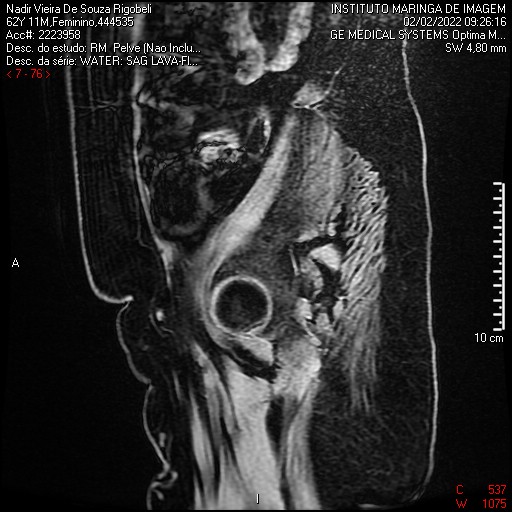 Nadir Vieira De Souza Rigobeli
62Y 11M,Feminino,444535
Acc#: 2223958
Desc. do estudo: RM Pelve (Nao Inclu...
Desc. da série: WATER: SAG LAVA-Fl...
< 7 - 76 >
INSTITUTO MARINGA DE IMAGEM
02/02/2022 09:26:16
GE MEDICAL SYSTEMS Optima M...
SW 4,80 mm
A
10 cm
I
C 537
W 1075